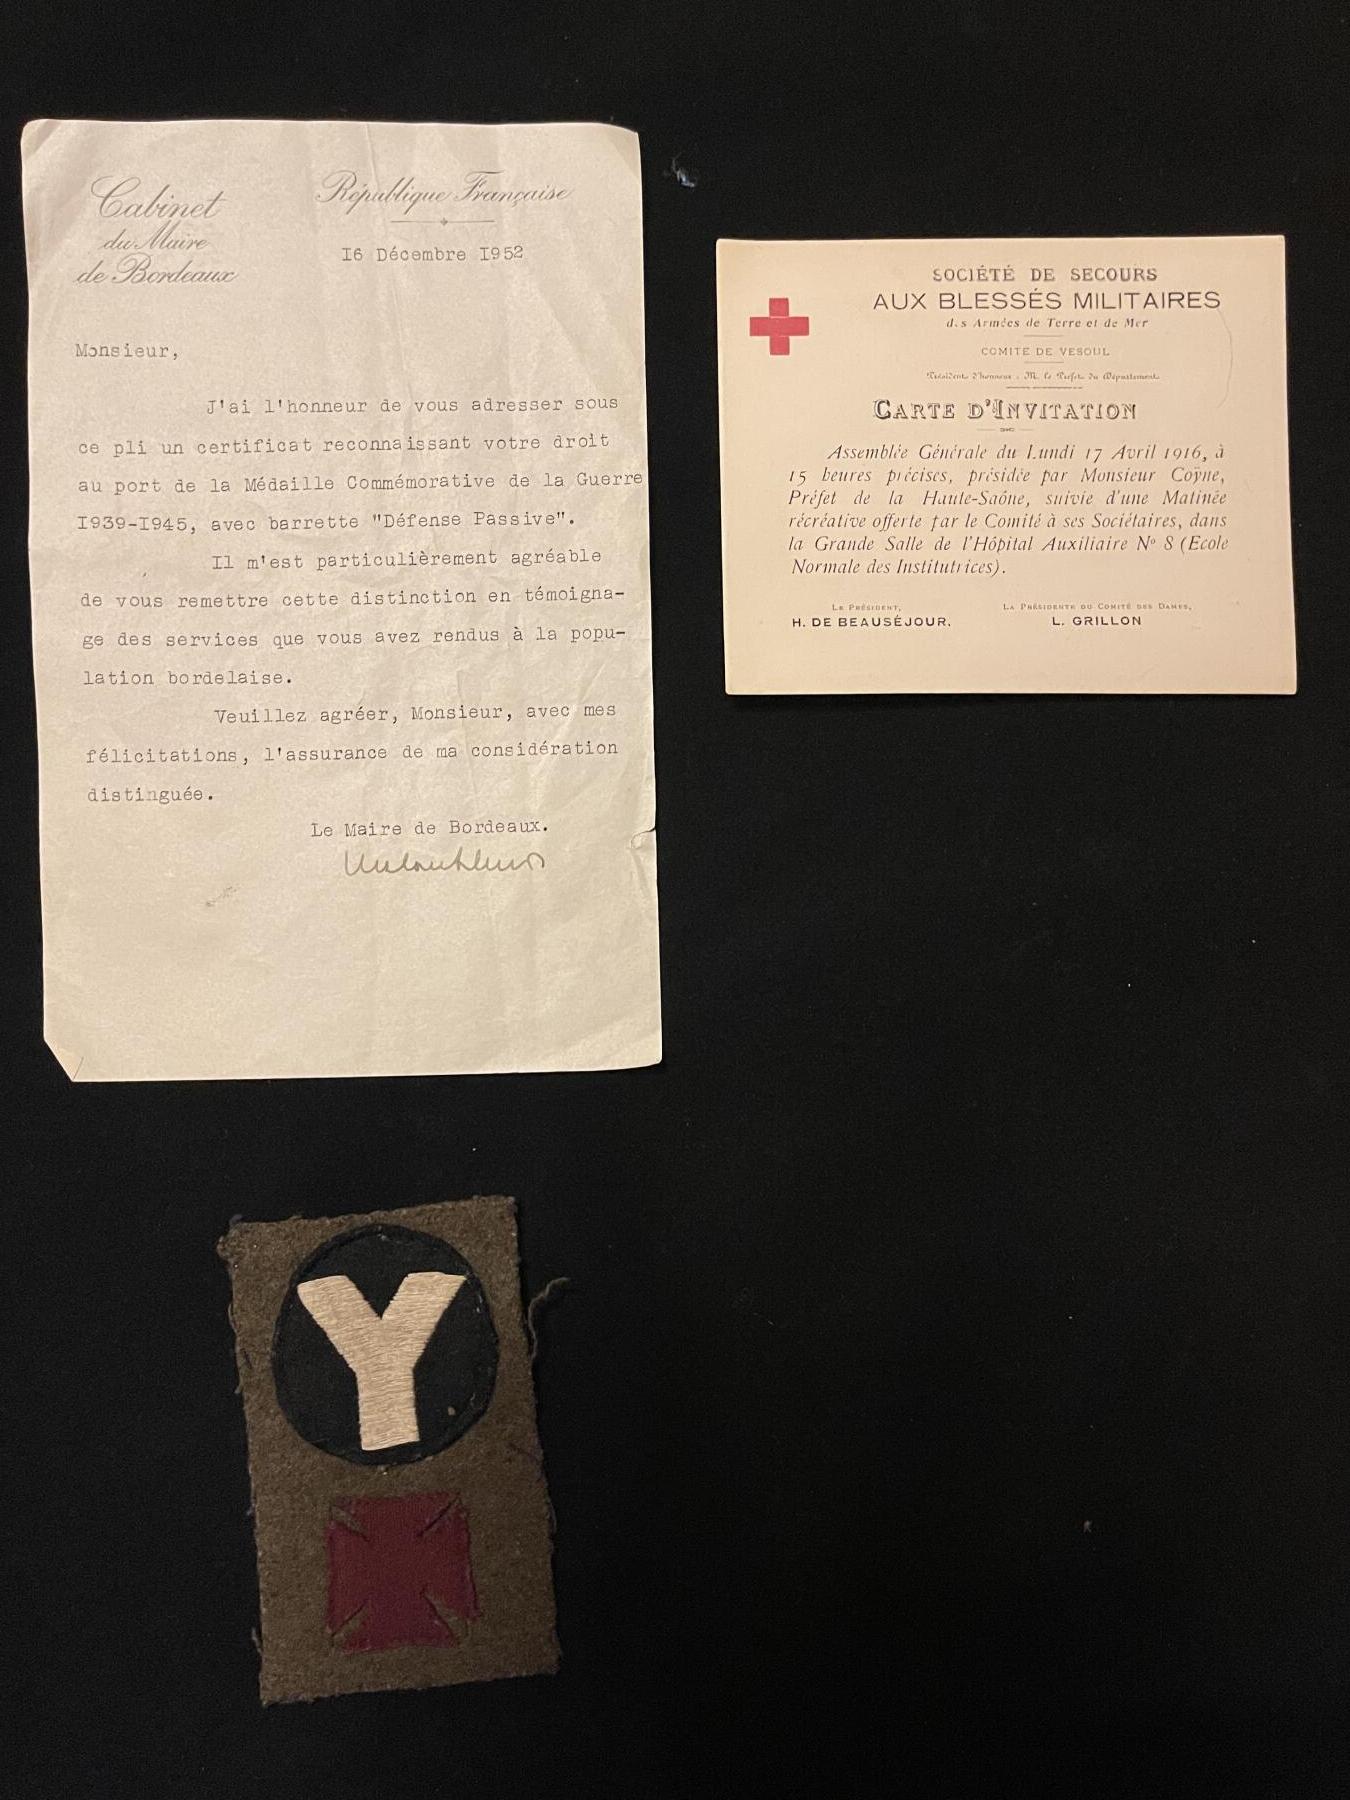 Cabinet
du Maire
de Bordeaux
République Française
I6 Décembre I952
Monsieur,
J'ai l'honneur de vous adresser sous
ce pli un certificat reconnaissant votre droit
au port de la Médaille Commémorative de la Guerre
I939-I945, avec barrette "Défense Passive".
Il m'est particulièrement agréable
de vous remettre cette distinction en témoigna-
ge des services que vous avez rendus à la popu-
lation bordelaise.
Veuillez agréer, Monsieur, avec mes
félicitations, l'assurance de ma considération
distinguée.
Le Maire de Bordeaux.
SOCIÉTÉ DE SECOURS
AUX BLESSÉS MILITAIRES
des Armées de Terre et de Mer
COMITÉ DE VESOUL
Président d'honneur : M. le Préfet du Département
CARTE D'INVITATION
Assemblée Générale du Lundi 17 Avril 1916, à
15 heures précises, présidée par Monsieur Coÿne,
Préfet de la Haute-Saône, suivie d'une Matinée
récréative offerte par le Comité à ses Sociétaires, dans
la Grande Salle de l'Hôpital Auxiliaire No 8 (Ecole
Normale des Institutrices).
LE PRÉSIDENT,
H. DE BEAUSÉJOUR.
LA PRÉSIDENTE DU COMITÉ DES DAMES,
L. GRILLON
Y